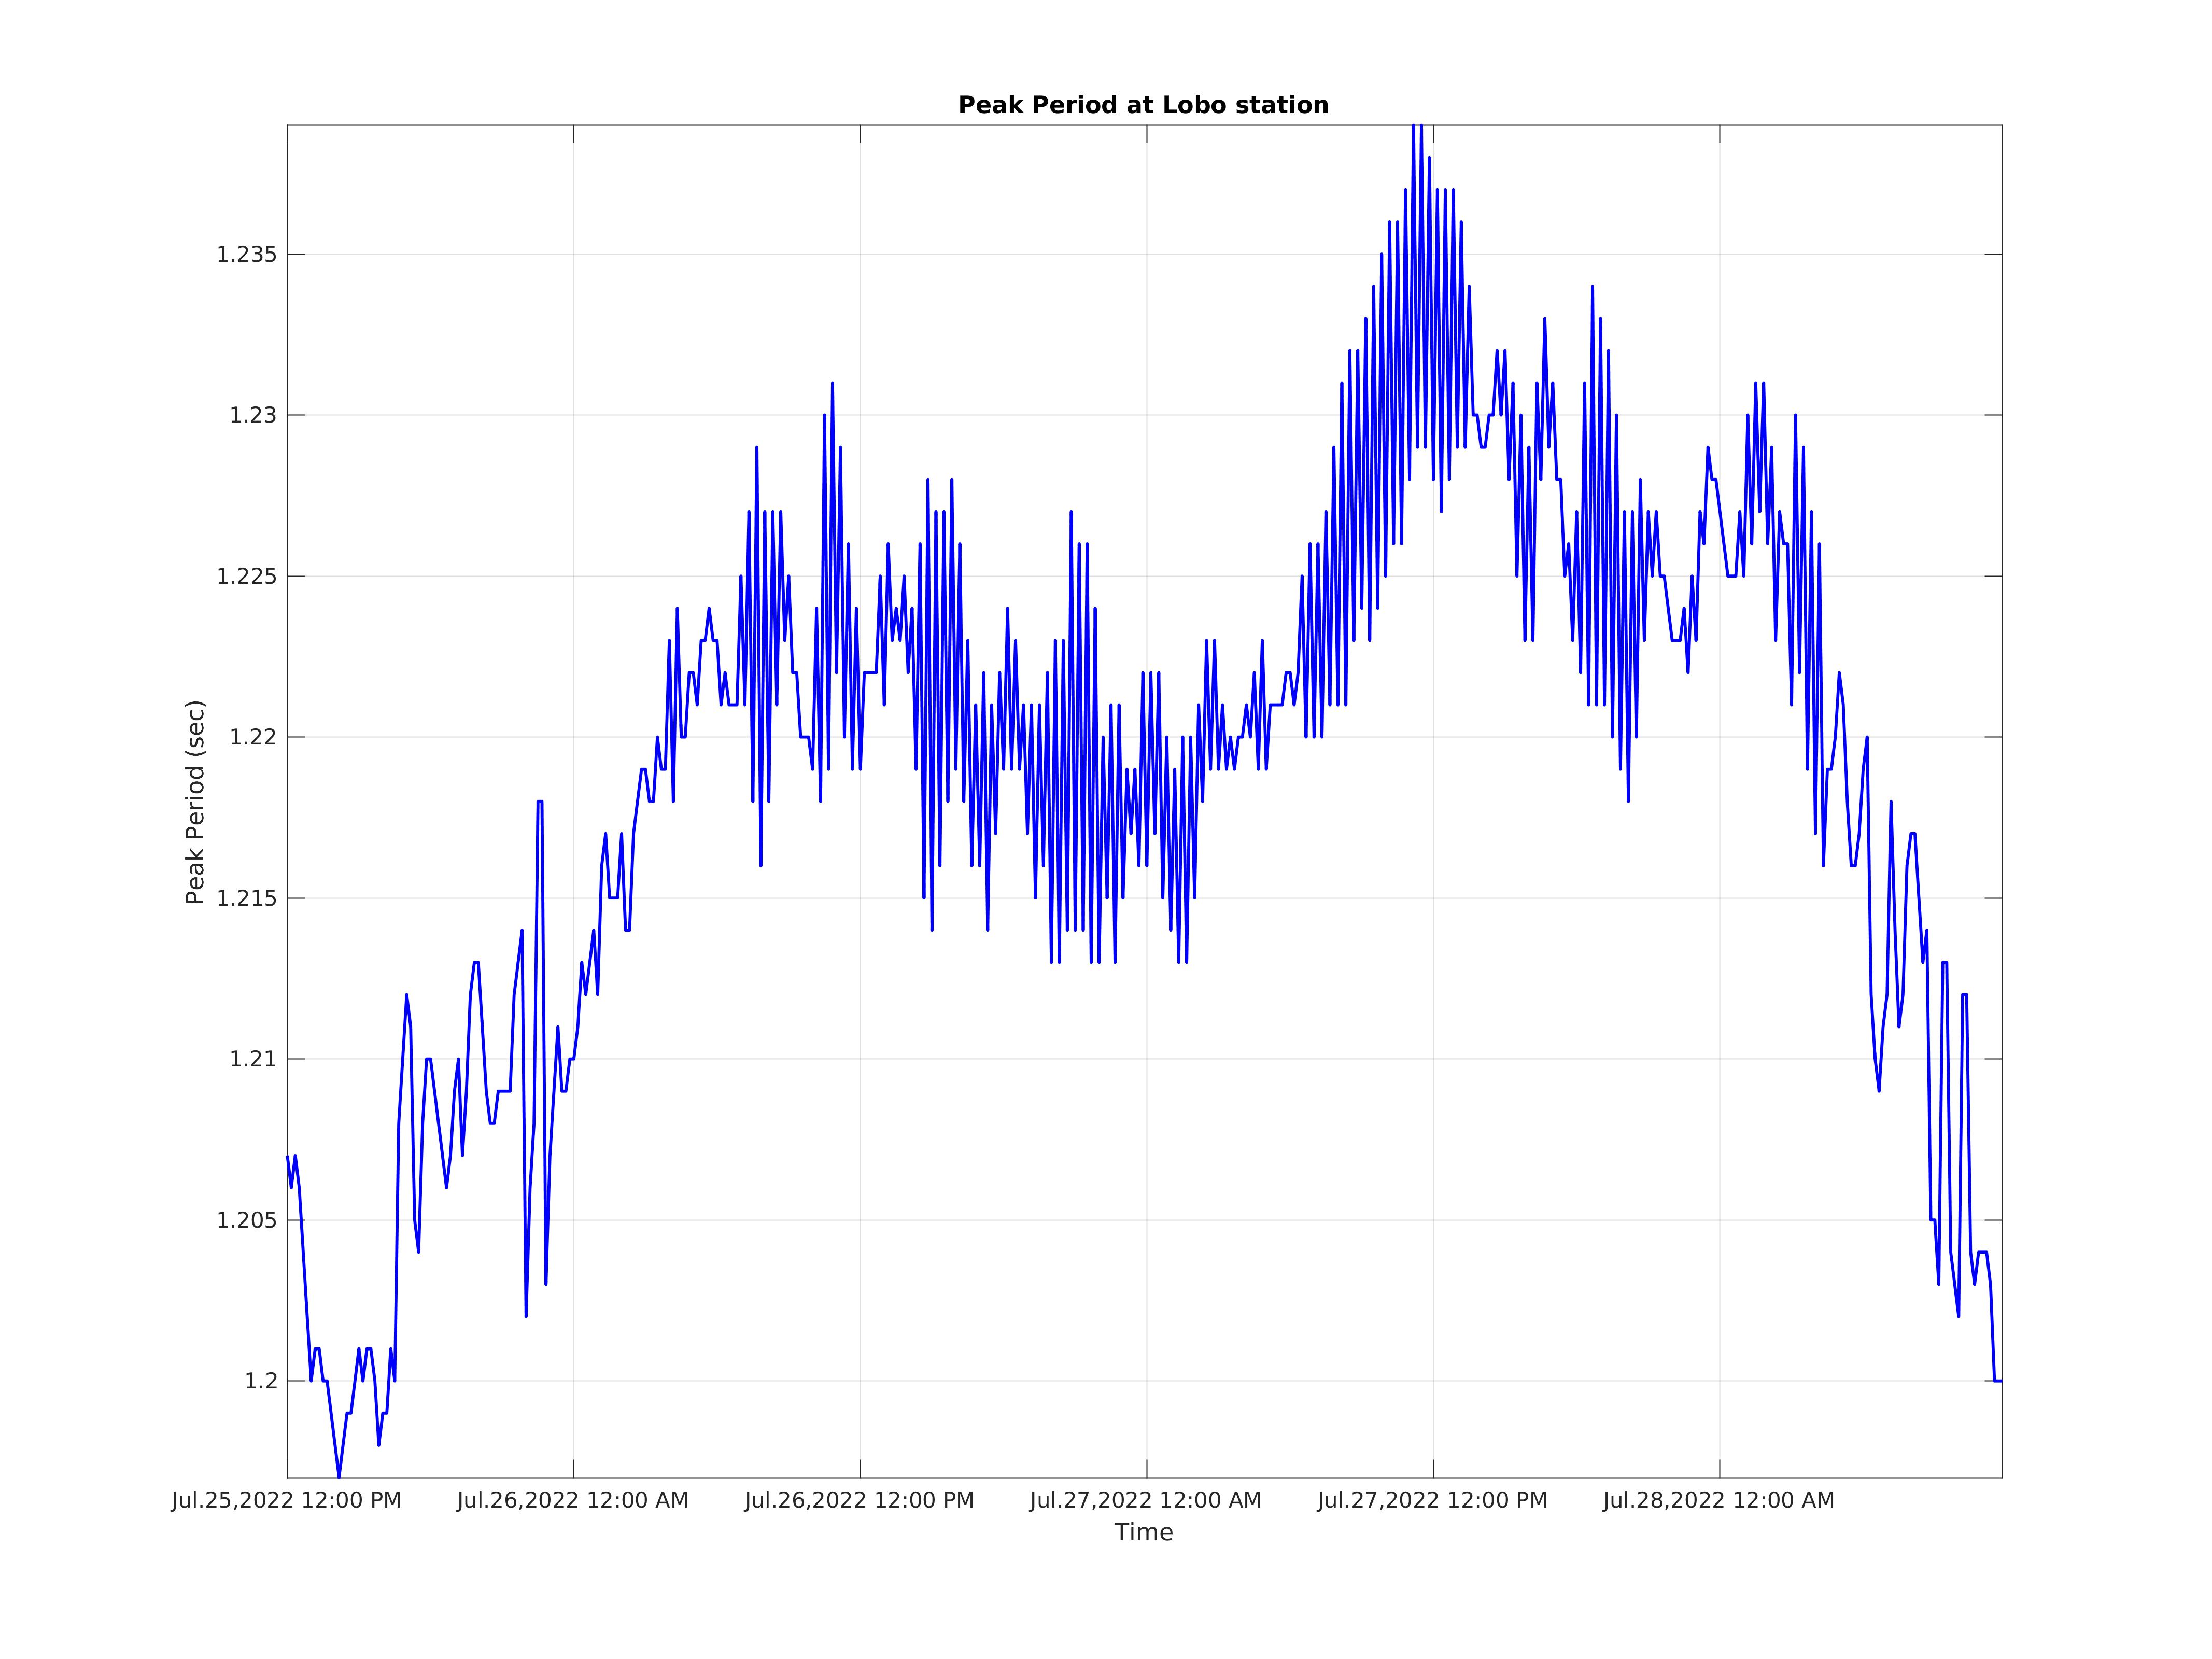 Peak Period at Lobo station
Peak Period (sec)
1.235
1.23
1.225
1.22
1.215
1.21
1.205
1.2
Jul.25,2022 12:00 PM
Jul.26,2022 12:00 AM
Jul.26,2022 12:00 PM
Jul.27,2022 12:00 AM
Jul.27,2022 12:00 PM
Jul.28,2022 12:00 AM
Time